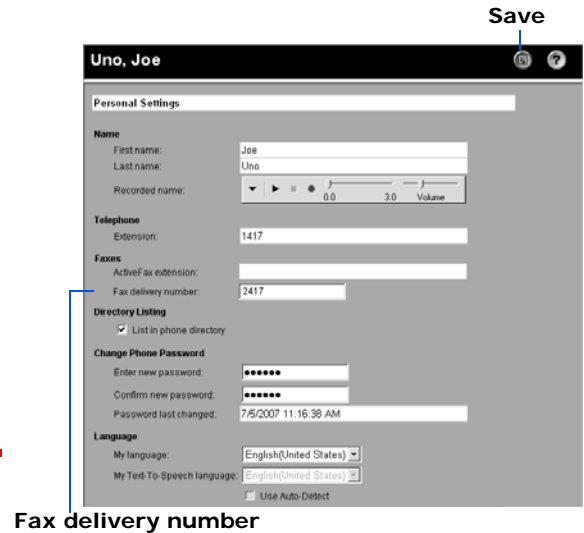 Save
Uno, Joe
Personal Settings
Name
First name: Joe
Last name: Uno
Recorded name: 0.0 3.0 Volume
Telephone
Extension: 1417
Faxes
ActiveFax extension:
Fax delivery number: 2417
Directory Listing
List in phone directory
Change Phone Password
Enter new password: ●●●●●●
Confirm new password: ●●●●●●
Password last changed: 7/5/2007 11:16:38 AM
Language
My language: English(United States)
My Text-To-Speech language: English(United States)
Use Auto-Detect
Fax delivery number